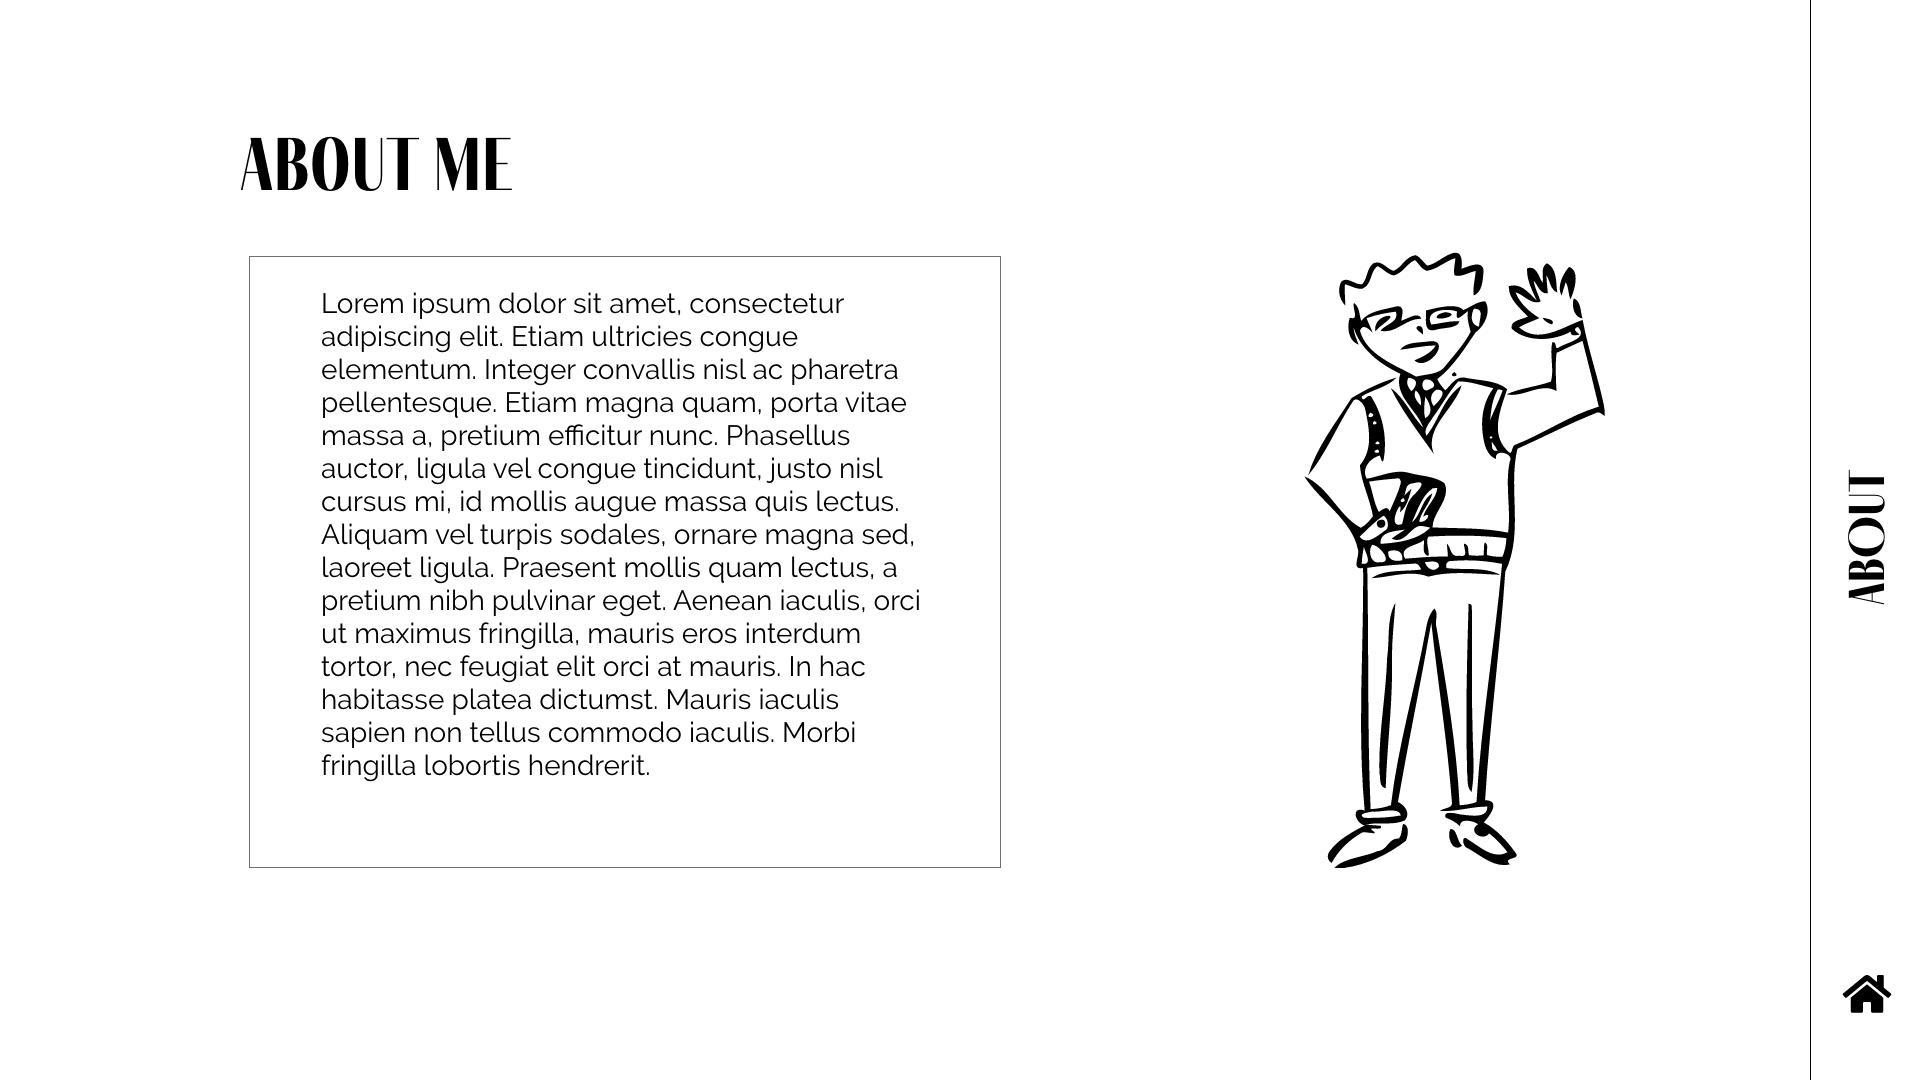 ABOUT ME
Lorem ipsum dolor sit amet, consectetur
adipiscing elit. Etiam ultricies congue
elementum. Integer convallis nisl ac pharetra
pellentesque. Etiam magna quam, porta vitae
massa a, pretium efficitur nunc. Phasellus
auctor, ligula vel congue tincidunt, justo nisl
cursus mi, id mollis augue massa quis lectus.
Aliquam vel turpis sodales, ornare magna sed,
laoreet ligula. Praesent mollis quam lectus, a
pretium nibh pulvinar eget. Aenean iaculis, orci
ut maximus fringilla, mauris eros interdum
tortor, nec feugiat elit orci at mauris. In hac
habitasse platea dictumst. Mauris iaculis
sapien non tellus commodo iaculis. Morbi
fringilla lobortis hendrerit.
ABOUT